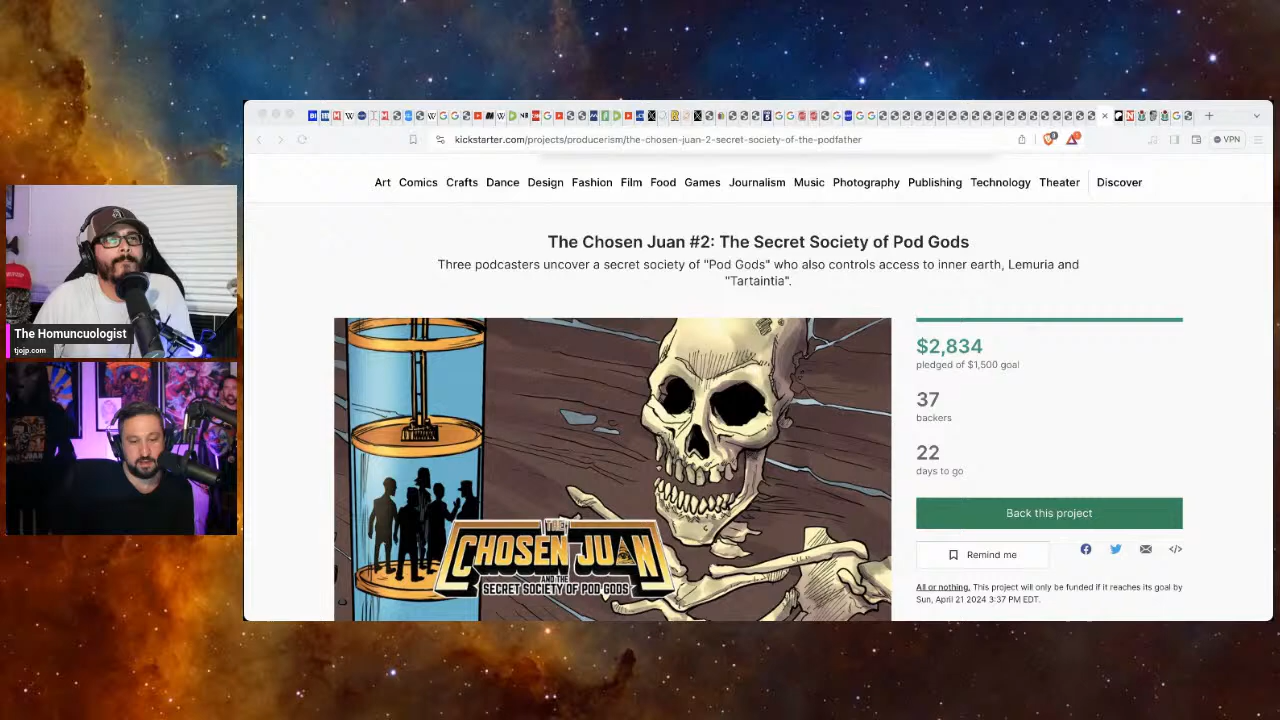 kickstarter.com/projects/producerism/the-chosen-juan-2-secret-society-of-the-podfather
VPN
Art Comics Crafts Dance Design Fashion Film Food Games Journalism Music Photography Publishing Technology Theater Discover
The Chosen Juan #2: The Secret Society of Pod Gods
Three podcasters uncover a secret society of "Pod Gods" who also controls access to inner earth, Lemuria and
"Tartaintia".
$2,834
pledged of $1,500 goal
37
backers
22
days to go
Back this project
Remind me
All or nothing. This project will only be funded if it reaches its goal by
Sun, April 21 2024 3:37 PM EDT.
THE
CHOSEN JUAN
AND THE
SECRET SOCIETY OF POD GODS
The Homuncuologist
tjojp.com